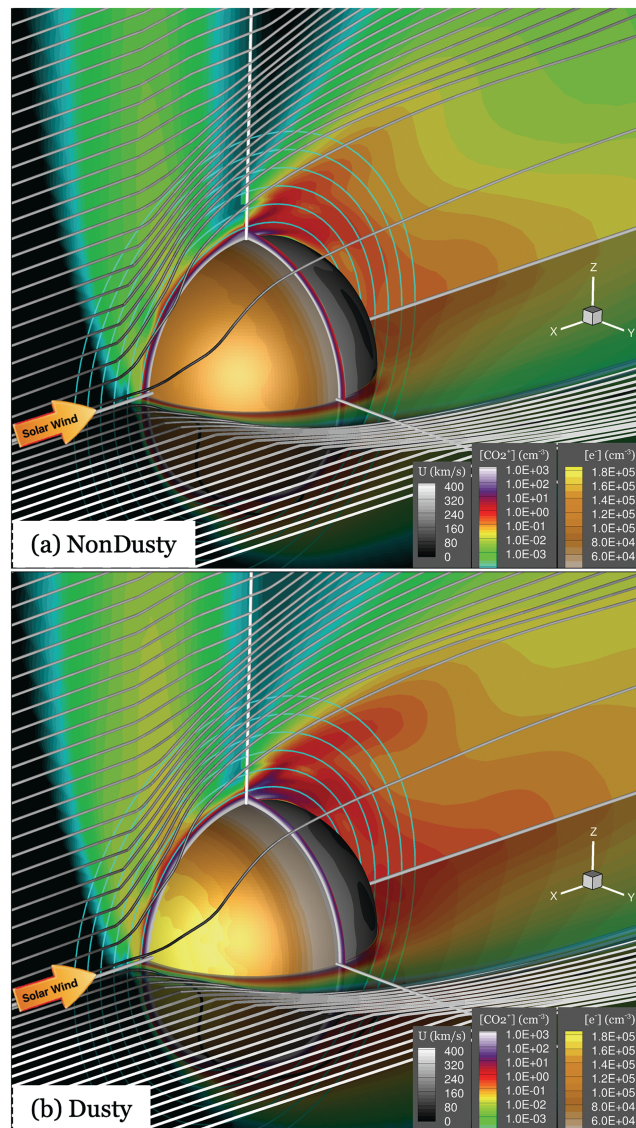 Z
X
Y
Solar Wind
U (km/s)
400
320
240
160
80
0
[CO2⁺] (cm⁻³)
1.0E+03
1.0E+02
1.0E+01
1.0E+00
1.0E-01
1.0E-02
1.0E-03
[e⁻] (cm⁻³)
1.8E+05
1.6E+05
1.4E+05
1.2E+05
1.0E+05
8.0E+04
6.0E+04
(a) NonDusty
Z
X
Y
Solar Wind
U (km/s)
400
320
240
160
80
0
[CO2⁺] (cm⁻³)
1.0E+03
1.0E+02
1.0E+01
1.0E+00
1.0E-01
1.0E-02
1.0E-03
[e⁻] (cm⁻³)
1.8E+05
1.6E+05
1.4E+05
1.2E+05
1.0E+05
8.0E+04
6.0E+04
(b) Dusty